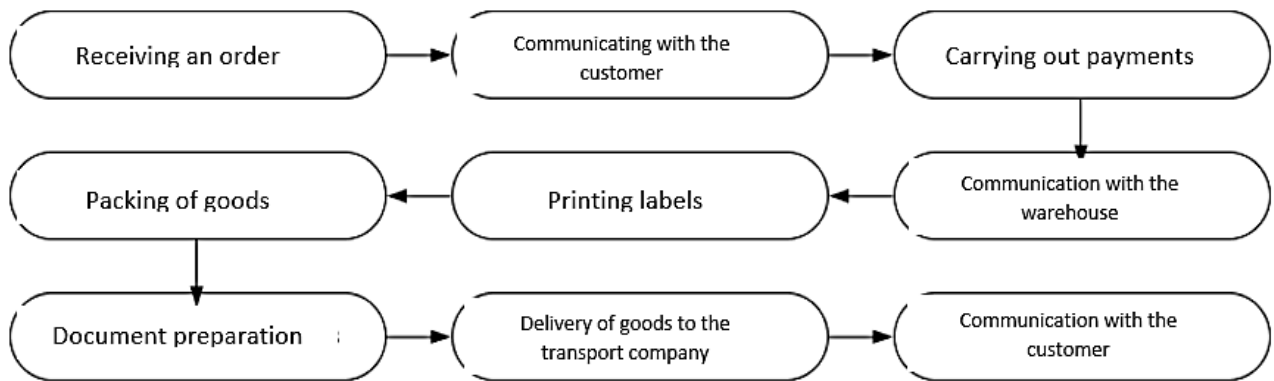 Receiving an order
Communicating with the
customer
Carrying out payments
Communication with the
warehouse
Printing labels
Packing of goods
Document preparation
Delivery of goods to the
transport company
Communication with the
customer